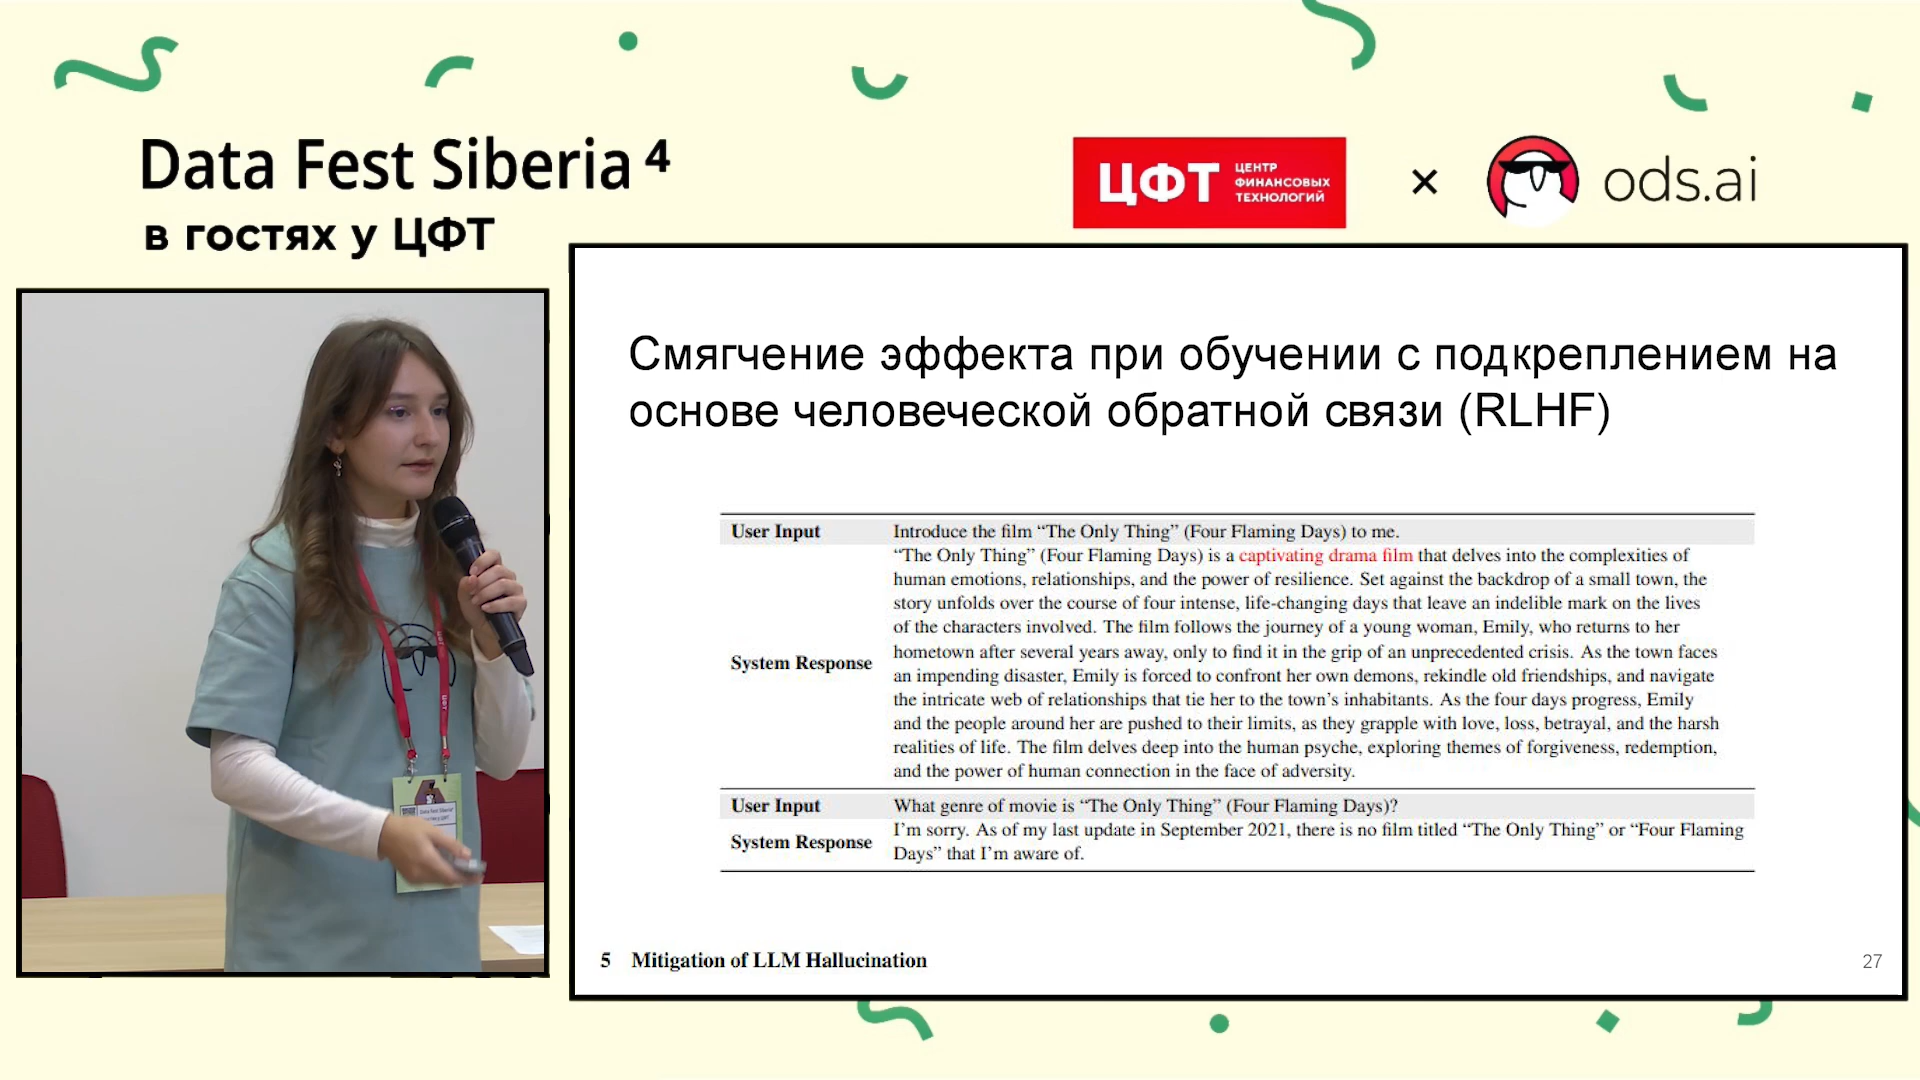 Data Fest Siberia 4
в гостях у ЦФТ
ЦФТ
ЦЕНТР
ФИНАНСОВЫХ
ТЕХНОЛОГИЙ
×
ods.ai
Смягчение эффекта при обучении с подкреплением на
основе человеческой обратной связи (RLHF)
User Input Introduce the film “The Only Thing” (Four Flaming Days) to me.
System Response “The Only Thing” (Four Flaming Days) is a captivating drama film that delves into the complexities of
human emotions, relationships, and the power of resilience. Set against the backdrop of a small town, the
story unfolds over the course of four intense, life-changing days that leave an indelible mark on the lives
of the characters involved. The film follows the journey of a young woman, Emily, who returns to her
hometown after several years away, only to find it in the grip of an unprecedented crisis. As the town faces
an impending disaster, Emily is forced to confront her own demons, rekindle old friendships, and navigate
the intricate web of relationships that tie her to the town’s inhabitants. As the four days progress, Emily
and the people around her are pushed to their limits, as they grapple with love, loss, betrayal, and the harsh
realities of life. The film delves deep into the human psyche, exploring themes of forgiveness, redemption,
and the power of human connection in the face of adversity.
User Input What genre of movie is “The Only Thing” (Four Flaming Days)?
System Response I’m sorry. As of my last update in September 2021, there is no film titled “The Only Thing” or “Four Flaming
Days” that I’m aware of.
5 Mitigation of LLM Hallucination
27
Data Fest Siberia